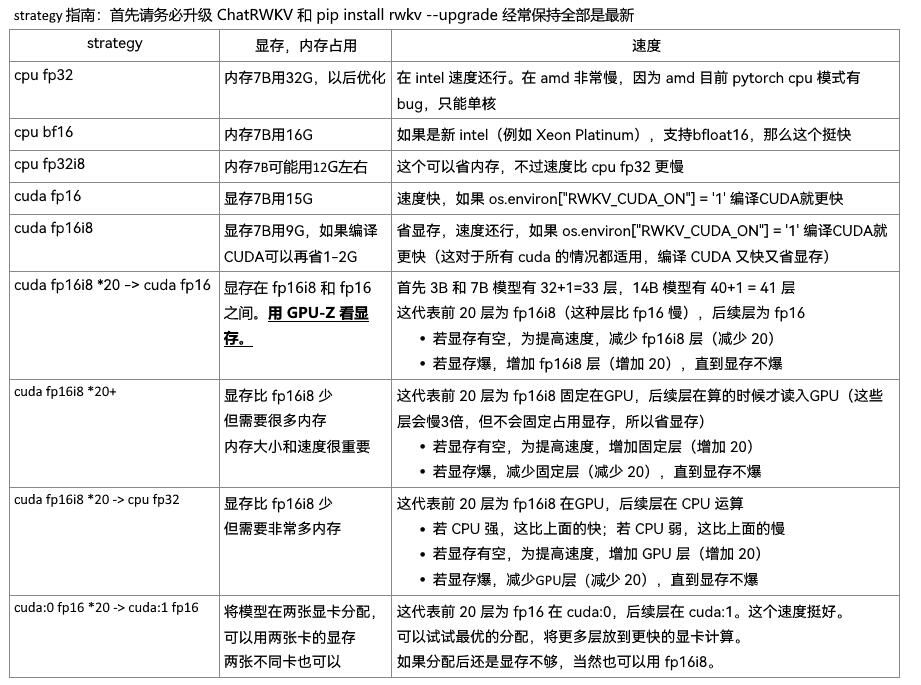 strategy 指南：首先请务必升级 ChatRWKV 和 pip install rwkv --upgrade 经常保持全部是最新
strategy
显存，内存占用
速度
cpu fp32
内存7B用32G，以后优化
在 intel 速度还行。在 amd 非常慢，因为 amd 目前 pytorch cpu 模式有
bug，只能单核
cpu bf16
内存7B用16G
如果是新 intel（例如 Xeon Platinum），支持bfloat16，那么这个挺快
cpu fp32i8
内存7B可能用12G左右
这个可以省内存，不过速度比 cpu fp32 更慢
cuda fp16
显存7B用15G
速度快，如果 os.environ["RWKV_CUDA_ON"] = '1' 编译CUDA就更快
cuda fp16i8
显存7B用9G，如果编译
CUDA可以再省1-2G
省显存，速度还行，如果 os.environ["RWKV_CUDA_ON"] = '1' 编译CUDA就
更快（这对于所有 cuda 的情况都适用，编译 CUDA 又快又省显存）
cuda fp16i8 *20 -> cuda fp16
显存在 fp16i8 和 fp16
之间。用 GPU-Z 看显
存。
首先 3B 和 7B 模型有 32+1=33 层，14B 模型有 40+1 = 41 层
这代表前 20 层为 fp16i8（这种层比 fp16 慢），后续层为 fp16
• 若显存有空，为提高速度，减少 fp16i8 层（减少 20）
• 若显存爆，增加 fp16i8 层（增加 20），直到显存不爆
cuda fp16i8 *20+
显存比 fp16i8 少
但需要很多内存
内存大小和速度很重要
这代表前 20 层为 fp16i8 固定在GPU，后续层在算的时候才读入GPU（这些
层会慢3倍，但不会固定占用显存，所以省显存）
• 若显存有空，为提高速度，增加固定层（增加 20）
• 若显存爆，减少固定层（减少 20），直到显存不爆
cuda fp16i8 *20 -> cpu fp32
显存比 fp16i8 少
但需要非常多内存
这代表前 20 层为 fp16i8 在GPU，后续层在 CPU 运算
• 若 CPU 强，这比上面的快；若 CPU 弱，这比上面的慢
• 若显存有空，为提高速度，增加 GPU 层（增加 20）
• 若显存爆，减少GPU层（减少 20），直到显存不爆
cuda:0 fp16 *20 -> cuda:1 fp16
将模型在两张显卡分配，
可以用两张卡的显存
两张不同卡也可以
这代表前 20 层为 fp16 在 cuda:0，后续层在 cuda:1。这个速度挺好。
可以试试最优的分配，将更多层放到更快的显卡计算。
如果分配后还是显存不够，当然也可以用 fp16i8。